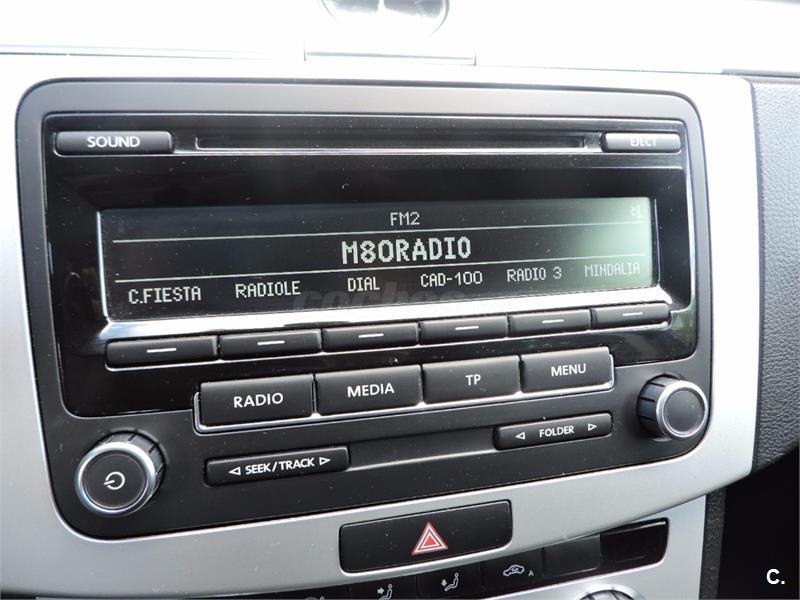 SOUND
EJECT
FM2
M80RADIO
C.FIESTA RADIOLE DIAL CAD-100 RADIO 3 MINDALIA
coches
RADIO MEDIA TP MENU
SEEK/TRACK
FOLDER
A
C.